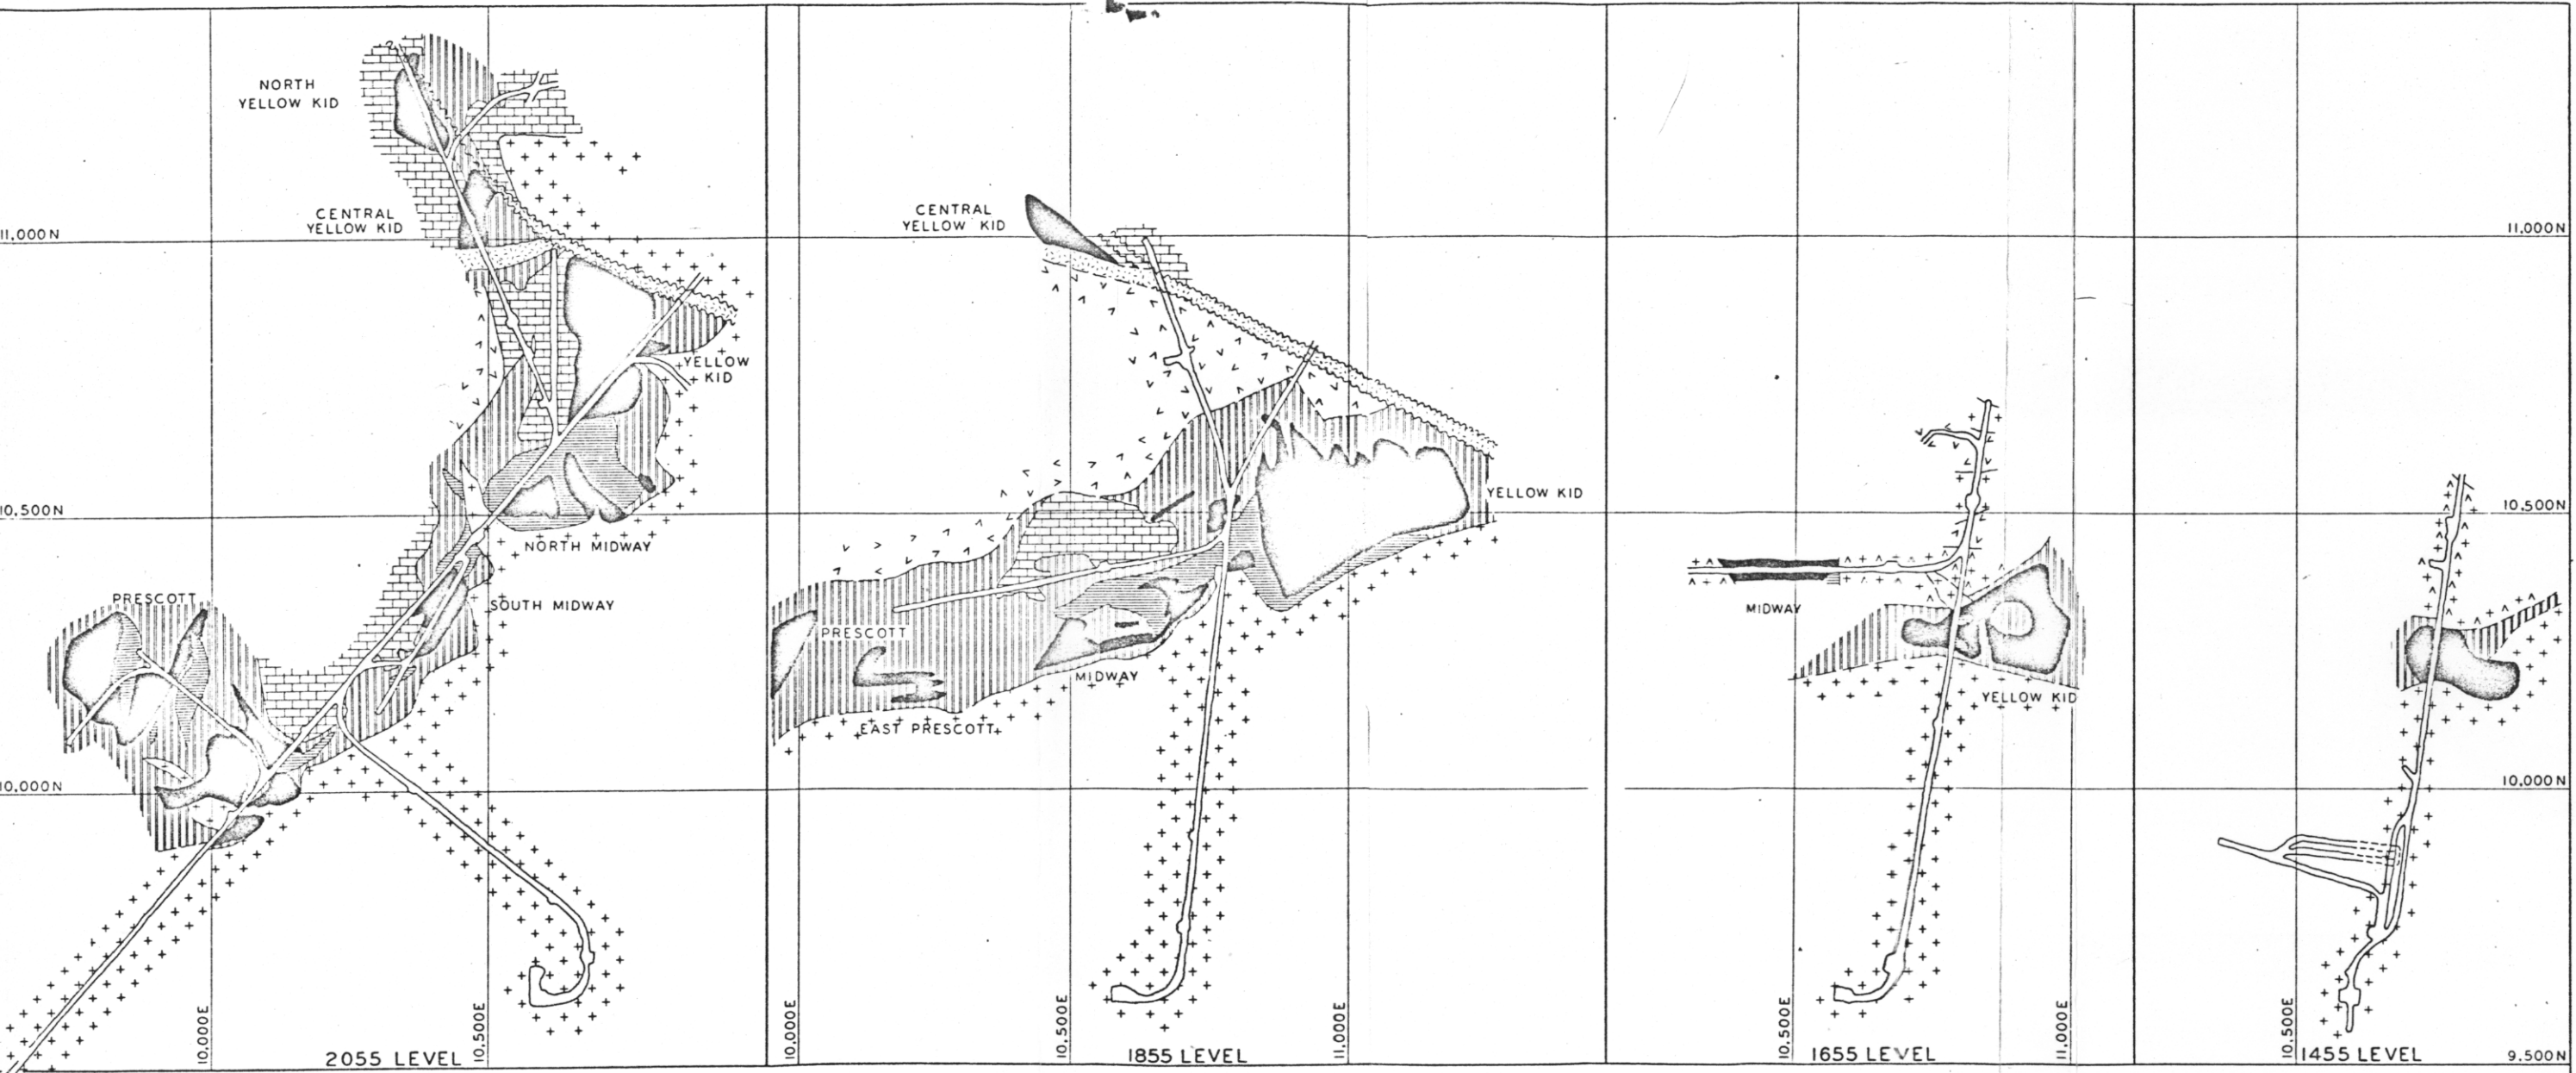 NORTH
YELLOW KID
CENTRAL
YELLOW KID
11,000N
YELLOW
KID
10,500N
NORTH MIDWAY
PRESCOTT
SOUTH MIDWAY
10,000N
10,000E
10,500E
2055 LEVEL
CENTRAL
YELLOW KID
YELLOW KID
PRESCOTT
MIDWAY
EAST PRESCOTT
10,000E
10,500E
11,000E
1855 LEVEL
MIDWAY
YELLOW KID
10,500E
11,000E
1655 LEVEL
11,000N
10,500N
10,000N
10,500E
1455 LEVEL
9,500N